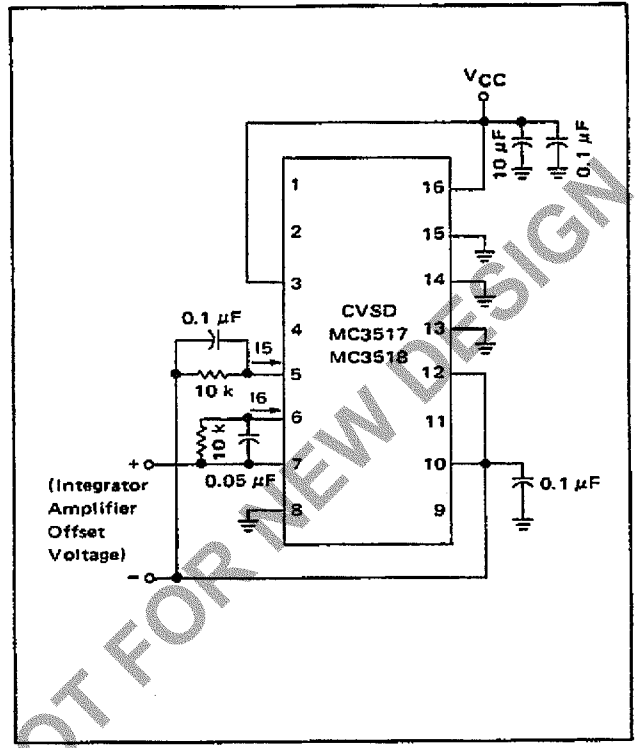 VCC
10 µF
0.1 µF
1
2
3
4
5
6
7
8
16
15
14
13
12
11
10
9
CVSD
MC3517
MC3518
0.1 µF
I5
10 k
I6
10 k
0.05 µF
+
(Integrator
Amplifier
Offset
Voltage)
–
0.1 µF
OT FOR NEW DESIGN